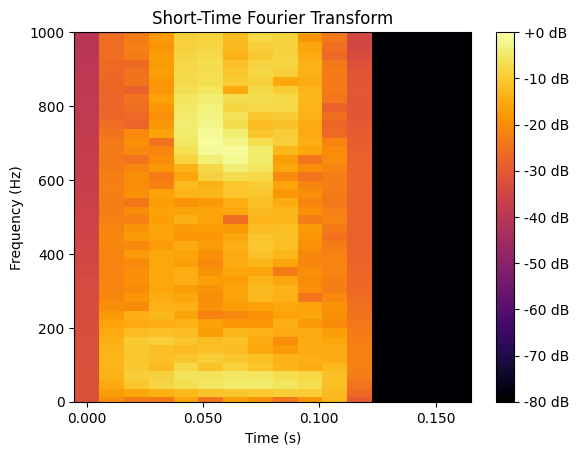 Short-Time Fourier Transform
1000
800
600
400
200
0
Frequency (Hz)
0.000
0.050
0.100
0.150
Time (s)
+0 dB
-10 dB
-20 dB
-30 dB
-40 dB
-50 dB
-60 dB
-70 dB
-80 dB